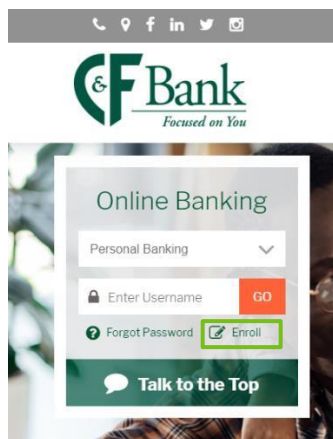 C&F Bank
Focused on You
Online Banking
Personal Banking
Enter Username GO
Forgot Password Enroll
Talk to the Top